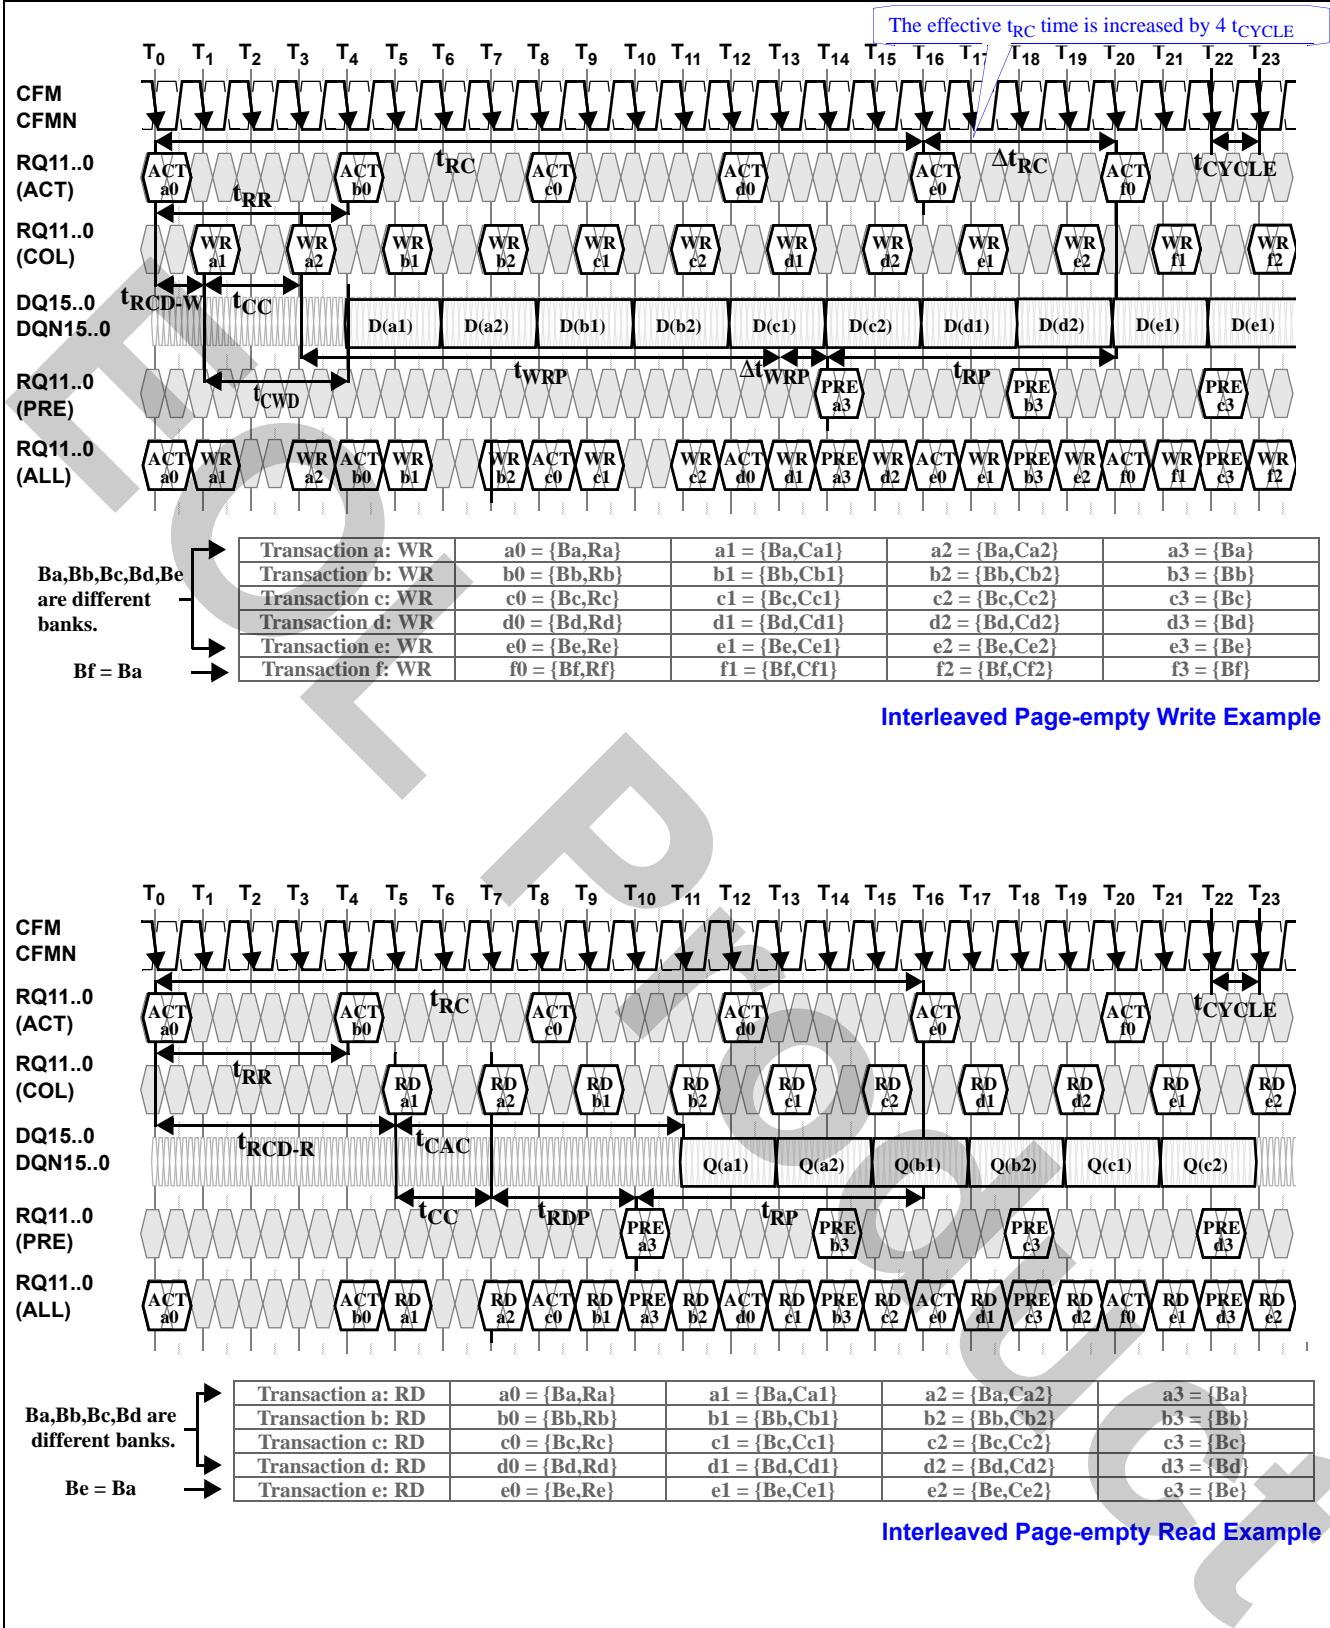 The effective tRC time is increased by 4 tCYCLE
T0 T1 T2 T3 T4 T5 T6 T7 T8 T9 T10 T11 T12 T13 T14 T15 T16 T17 T18 T19 T20 T21 T22 T23
CFM
CFMN
RQ11..0
(ACT)
ACT a0 ACT b0 ACT c0 ACT d0 ACT e0 ACT f0
tRC ΔtRC tCYCLE
tRR
RQ11..0
(COL)
WR a1 WR a2 WR b1 WR b2 WR c1 WR c2 WR d1 WR d2 WR e1 WR e2 WR f1 WR f2
tRCD-W tCC
DQ15..0
DQN15..0
D(a1) D(a2) D(b1) D(b2) D(c1) D(c2) D(d1) D(d2) D(e1) D(e1)
tWRP ΔtWRP tRP
tCWD
RQ11..0
(PRE)
PRE a3 PRE b3 PRE c3
RQ11..0
(ALL)
ACT a0 WR a1 WR a2 ACT b0 WR b1 WR b2 ACT c0 WR c1 WR c2 ACT d0 WR d1 PRE a3 WR d2 ACT e0 WR e1 PRE b3 WR e2 ACT f0 WR f1 PRE c3 WR f2
Ba,Bb,Bc,Bd,Be
are different
banks.
Bf = Ba
Transaction a: WR a0 = {Ba,Ra} a1 = {Ba,Ca1} a2 = {Ba,Ca2} a3 = {Ba}
Transaction b: WR b0 = {Bb,Rb} b1 = {Bb,Cb1} b2 = {Bb,Cb2} b3 = {Bb}
Transaction c: WR c0 = {Bc,Rc} c1 = {Bc,Cc1} c2 = {Bc,Cc2} c3 = {Bc}
Transaction d: WR d0 = {Bd,Rd} d1 = {Bd,Cd1} d2 = {Bd,Cd2} d3 = {Bd}
Transaction e: WR e0 = {Be,Re} e1 = {Be,Ce1} e2 = {Be,Ce2} e3 = {Be}
Transaction f: WR f0 = {Bf,Rf} f1 = {Bf,Cf1} f2 = {Bf,Cf2} f3 = {Bf}
Interleaved Page-empty Write Example
EOL Product
T0 T1 T2 T3 T4 T5 T6 T7 T8 T9 T10 T11 T12 T13 T14 T15 T16 T17 T18 T19 T20 T21 T22 T23
CFM
CFMN
RQ11..0
(ACT)
ACT a0 ACT b0 ACT c0 ACT d0 ACT e0 ACT f0
tRC tCYCLE
tRR
RQ11..0
(COL)
RD a1 RD a2 RD b1 RD b2 RD c1 RD c2 RD d1 RD d2 RD e1 RD e2
tRCD-R tCAC
DQ15..0
DQN15..0
Q(a1) Q(a2) Q(b1) Q(b2) Q(c1) Q(c2)
tCC tRDP tRP
RQ11..0
(PRE)
PRE a3 PRE b3 PRE c3 PRE d3
RQ11..0
(ALL)
ACT a0 ACT b0 RD a1 RD a2 ACT c0 RD b1 PRE a3 RD b2 ACT d0 RD c1 PRE b3 RD c2 ACT e0 RD d1 PRE c3 RD d2 ACT f0 RD e1 PRE d3 RD e2
Ba,Bb,Bc,Bd are
different banks.
Be = Ba
Transaction a: RD a0 = {Ba,Ra} a1 = {Ba,Ca1} a2 = {Ba,Ca2} a3 = {Ba}
Transaction b: RD b0 = {Bb,Rb} b1 = {Bb,Cb1} b2 = {Bb,Cb2} b3 = {Bb}
Transaction c: RD c0 = {Bc,Rc} c1 = {Bc,Cc1} c2 = {Bc,Cc2} c3 = {Bc}
Transaction d: RD d0 = {Bd,Rd} d1 = {Bd,Cd1} d2 = {Bd,Cd2} d3 = {Bd}
Transaction e: RD e0 = {Be,Re} e1 = {Be,Ce1} e2 = {Be,Ce2} e3 = {Be}
Interleaved Page-empty Read Example